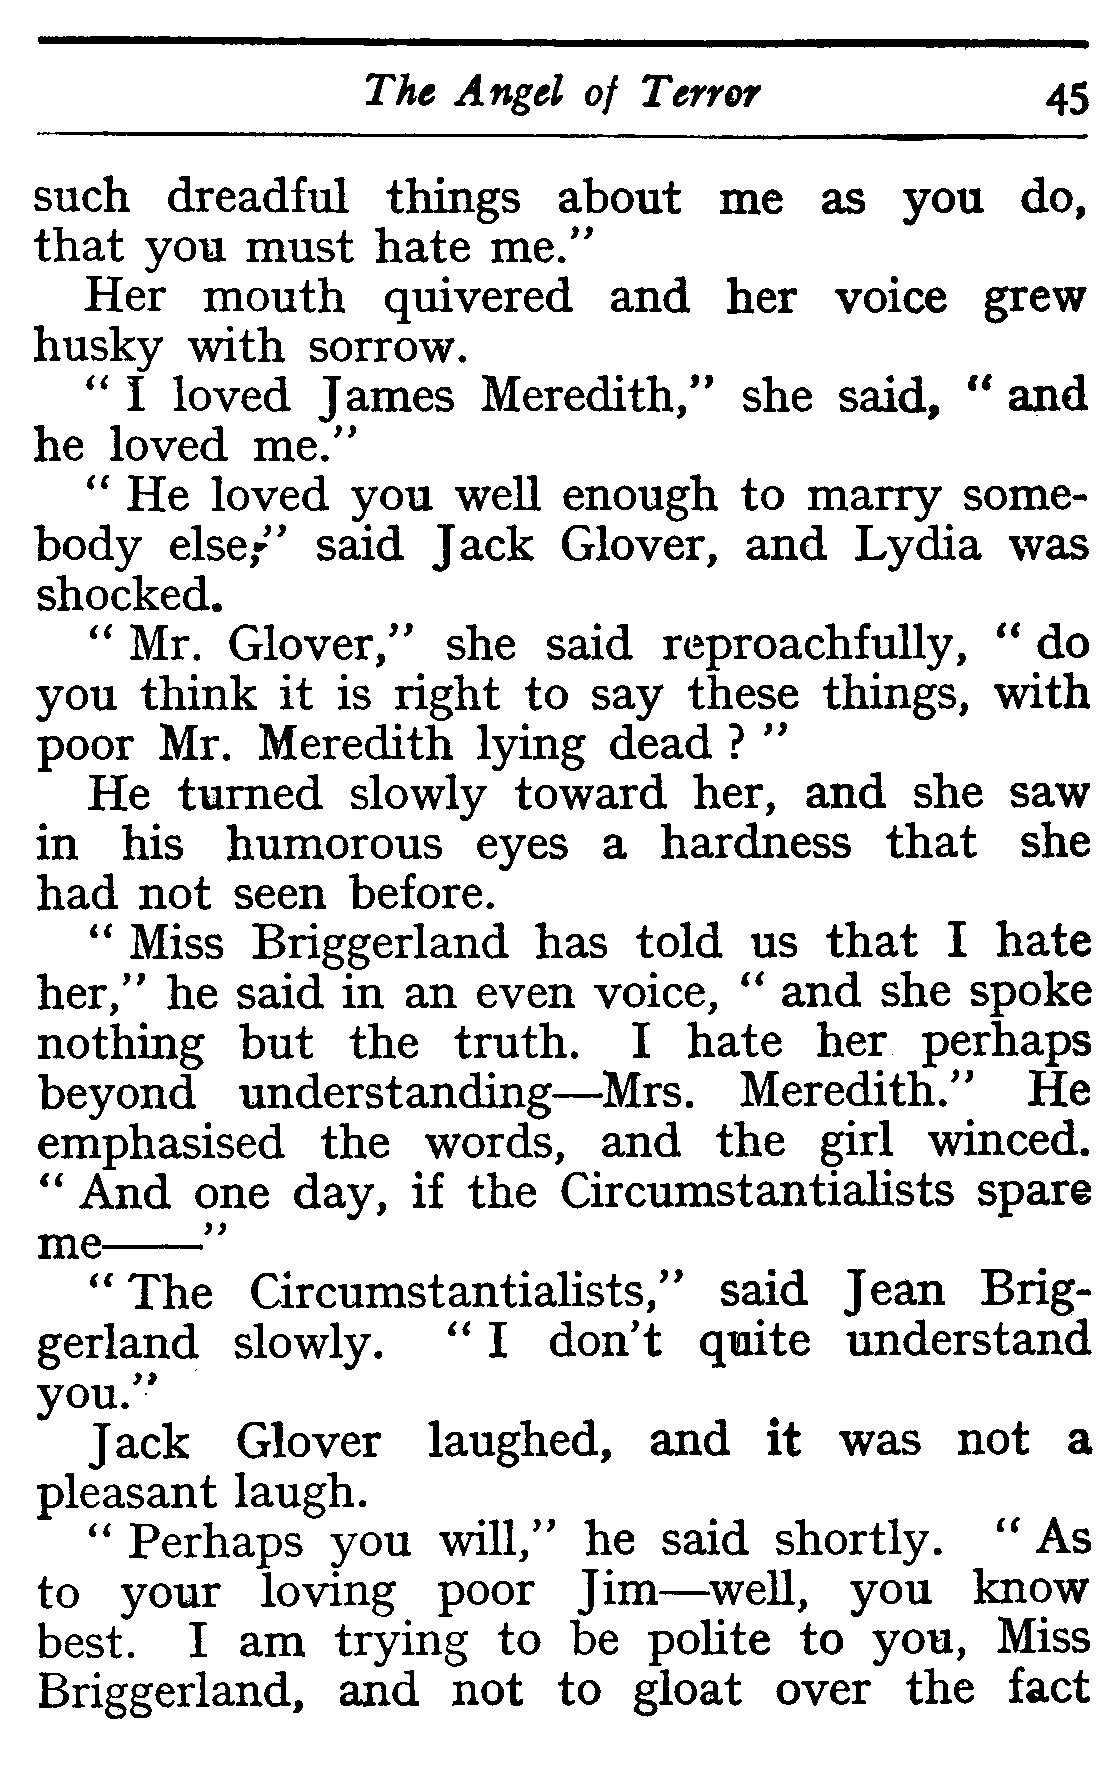 The Angel of Terror 45
such dreadful things about me as you do,
that you must hate me."
Her mouth quivered and her voice grew
husky with sorrow.
" I loved James Meredith," she said, " and
he loved me."
" He loved you well enough to marry some-
body else," said Jack Glover, and Lydia was
shocked.
" Mr. Glover," she said reproachfully, " do
you think it is right to say these things, with
poor Mr. Meredith lying dead ? "
He turned slowly toward her, and she saw
in his humorous eyes a hardness that she
had not seen before.
" Miss Briggerland has told us that I hate
her," he said in an even voice, " and she spoke
nothing but the truth. I hate her perhaps
beyond understanding—Mrs. Meredith." He
emphasised the words, and the girl winced.
" And one day, if the Circumstantialists spare
me——"
" The Circumstantialists," said Jean Brig-
gerland slowly. " I don't quite understand
you."
Jack Glover laughed, and it was not a
pleasant laugh.
" Perhaps you will," he said shortly. " As
to your loving poor Jim—well, you know
best. I am trying to be polite to you, Miss
Briggerland, and not to gloat over the fact